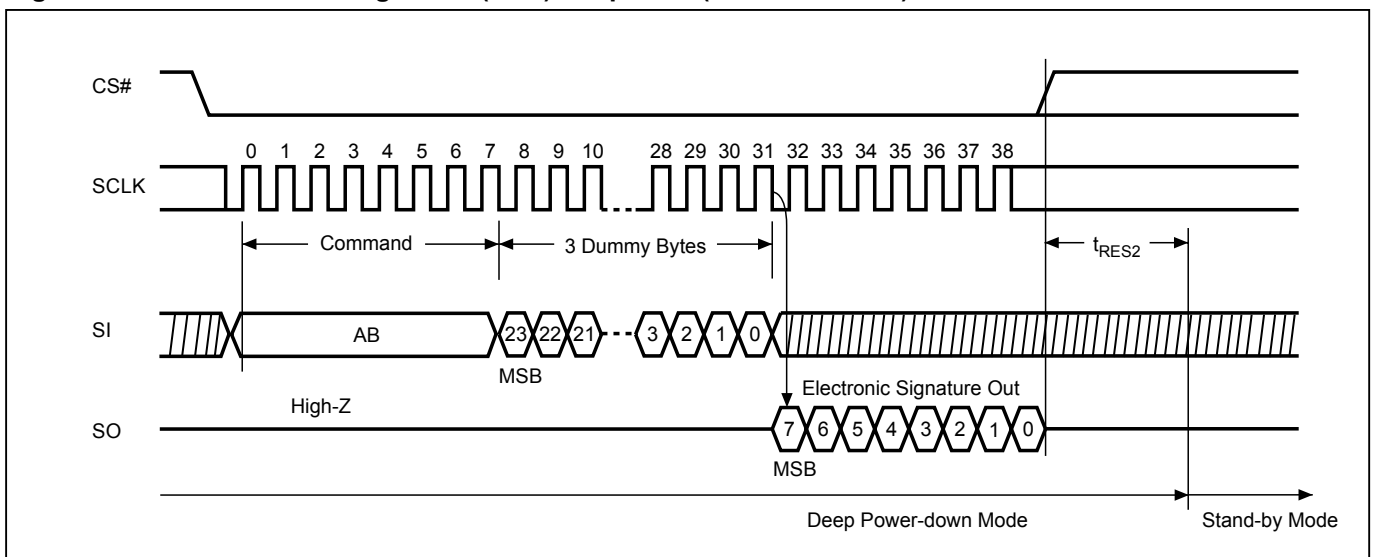 CS#
0 1 2 3 4 5 6 7 8 9 10 28 29 30 31 32 33 34 35 36 37 38
SCLK
Command
3 Dummy Bytes
tRES2
SI
AB
23 22 21 3 2 1 0
MSB
High-Z
Electronic Signature Out
SO
7 6 5 4 3 2 1 0
MSB
Deep Power-down Mode
Stand-by Mode